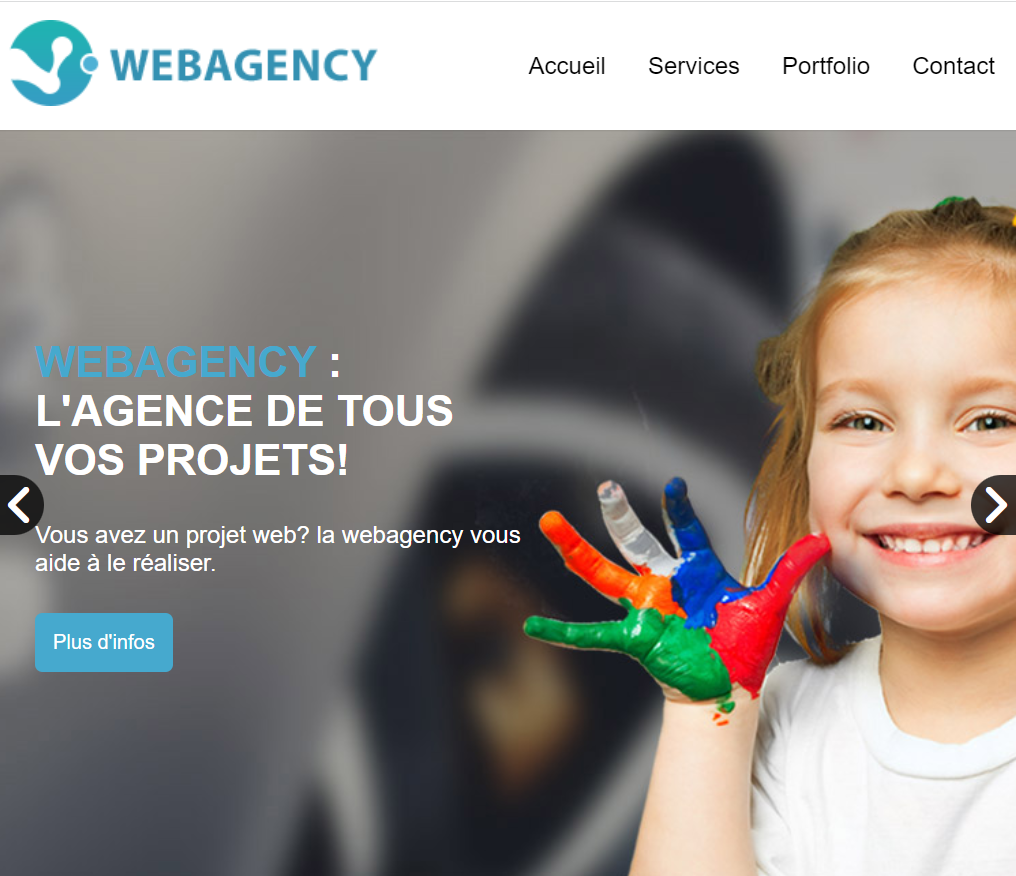 WEBAGENCY
Accueil Services Portfolio Contact
WEBAGENCY :
L'AGENCE DE TOUS
VOS PROJETS!
Vous avez un projet web? la webagency vous
aide à le réaliser.
Plus d'infos